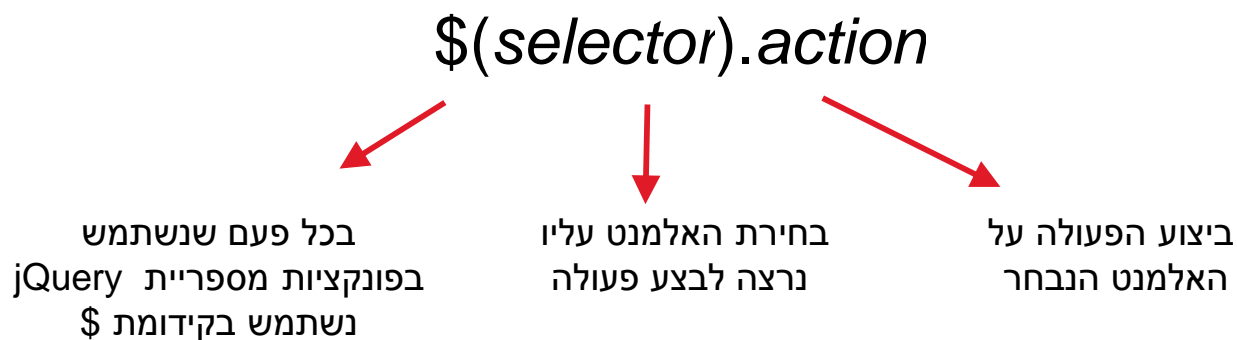 $(selector).action
בכל פעם שנשתמש
בפונקציות מספריית jQuery
נשתמש בקידומת $
בחירת האלמנט עליו
נרצה לבצע פעולה
ביצוע הפעולה על
האלמנט הנבחר